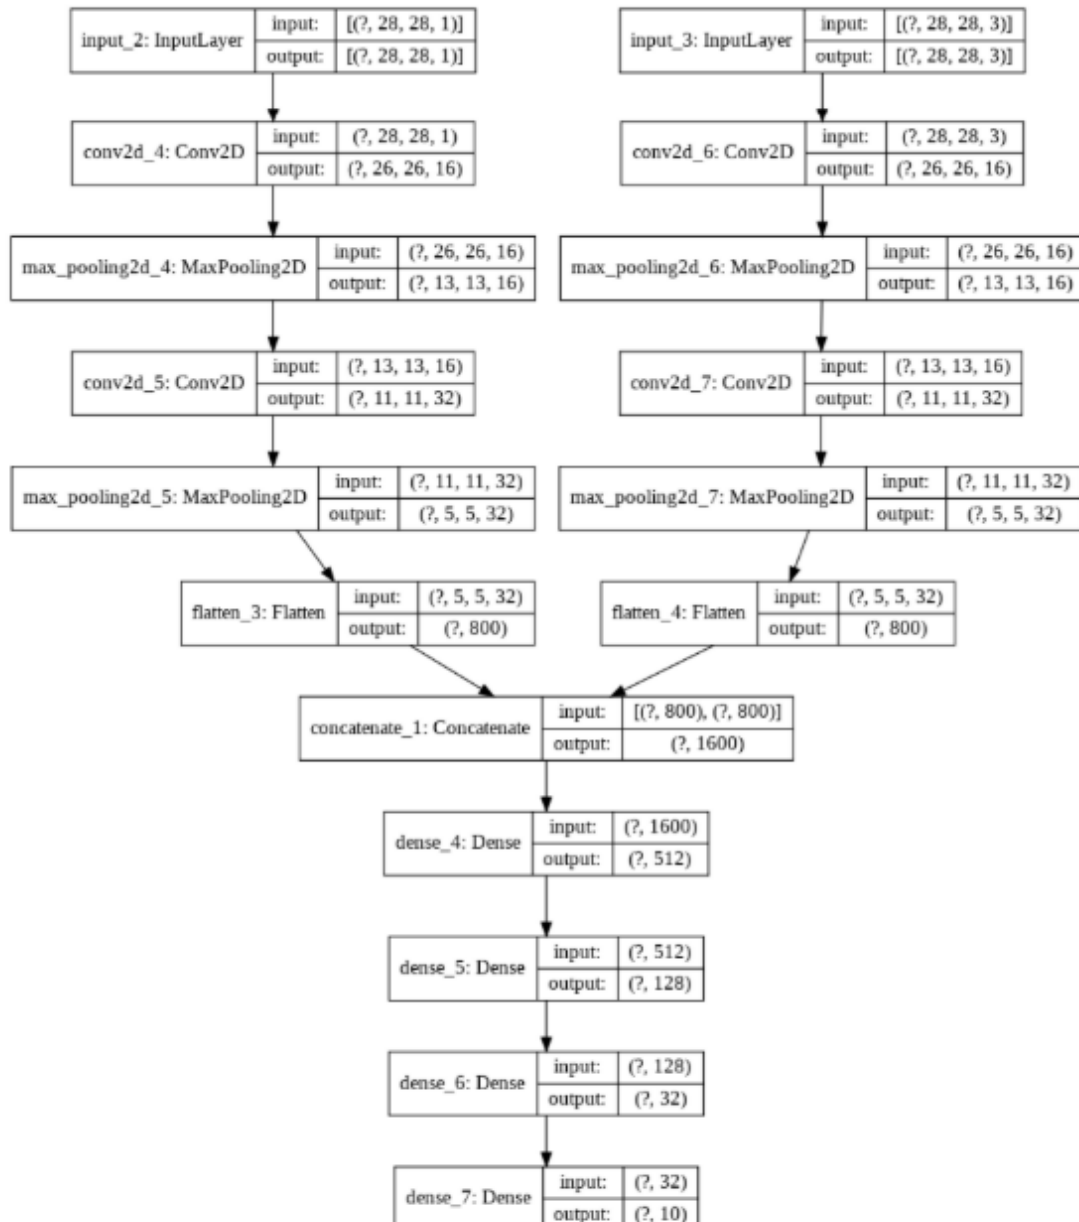 input_2: InputLayer input: [(?, 28, 28, 1)]
output: [(?, 28, 28, 1)]
input_3: InputLayer input: [(?, 28, 28, 3)]
output: [(?, 28, 28, 3)]
conv2d_4: Conv2D input: (?, 28, 28, 1)
output: (?, 26, 26, 16)
conv2d_6: Conv2D input: (?, 28, 28, 3)
output: (?, 26, 26, 16)
max_pooling2d_4: MaxPooling2D input: (?, 26, 26, 16)
output: (?, 13, 13, 16)
max_pooling2d_6: MaxPooling2D input: (?, 26, 26, 16)
output: (?, 13, 13, 16)
conv2d_5: Conv2D input: (?, 13, 13, 16)
output: (?, 11, 11, 32)
conv2d_7: Conv2D input: (?, 13, 13, 16)
output: (?, 11, 11, 32)
max_pooling2d_5: MaxPooling2D input: (?, 11, 11, 32)
output: (?, 5, 5, 32)
max_pooling2d_7: MaxPooling2D input: (?, 11, 11, 32)
output: (?, 5, 5, 32)
flatten_3: Flatten input: (?, 5, 5, 32)
output: (?, 800)
flatten_4: Flatten input: (?, 5, 5, 32)
output: (?, 800)
concatenate_1: Concatenate input: [(?, 800), (?, 800)]
output: (?, 1600)
dense_4: Dense input: (?, 1600)
output: (?, 512)
dense_5: Dense input: (?, 512)
output: (?, 128)
dense_6: Dense input: (?, 128)
output: (?, 32)
dense_7: Dense input: (?, 32)
output: (?, 10)